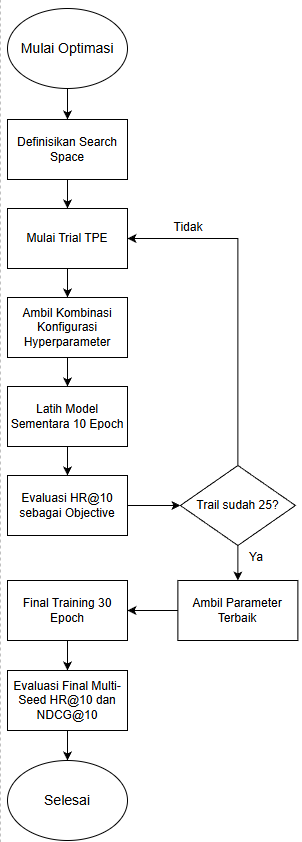 Mulai Optimasi
Definisikan Search
Space
Mulai Trial TPE
Tidak
Ambil Kombinasi
Konfigurasi
Hyperparameter
Latih Model
Sementara 10 Epoch
Evaluasi HR@10
sebagai Objective
Trail sudah 25?
Ya
Ambil Parameter
Terbaik
Final Training 30
Epoch
Evaluasi Final Multi-
Seed HR@10 dan
NDCG@10
Selesai